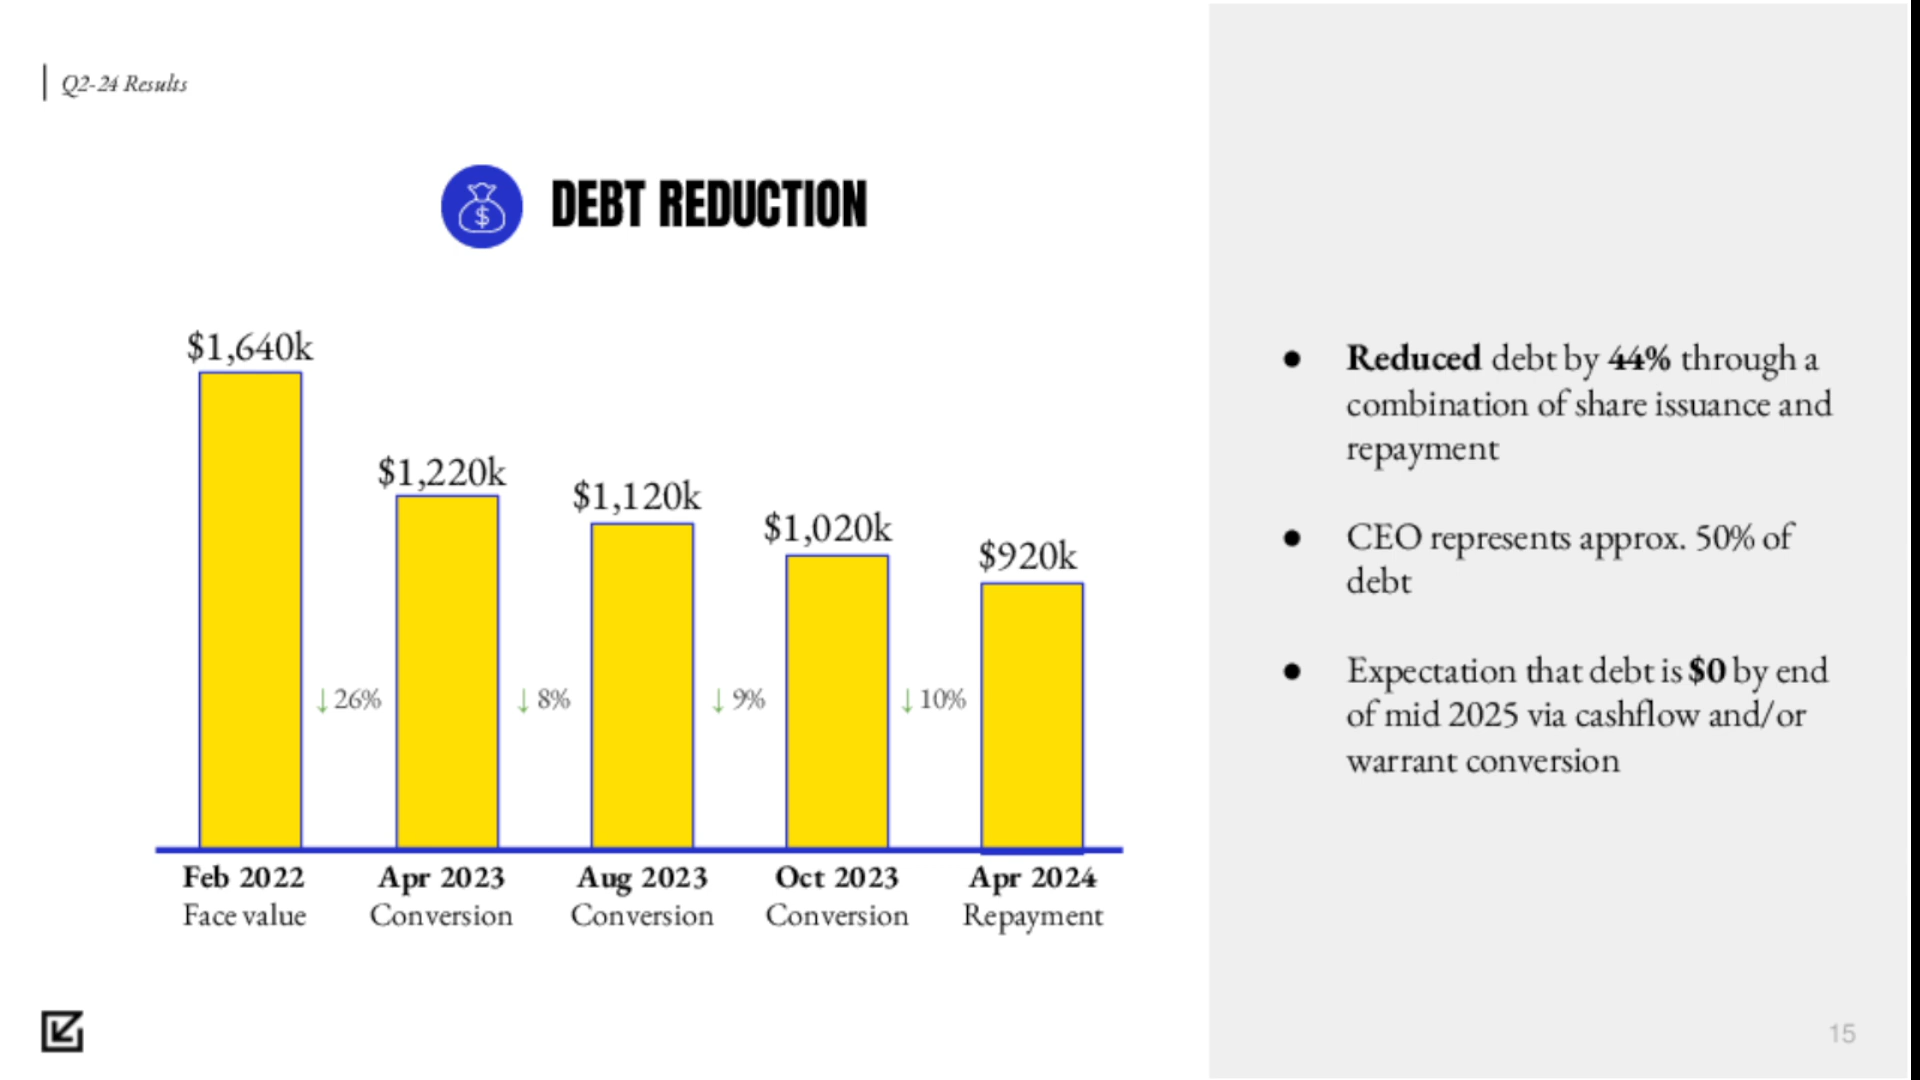 Q2-24 Results
$
DEBT REDUCTION
$1,640k
$1,220k
$1,120k
$1,020k
$920k
↓26%
↓ 8%
↓ 9%
↓10%
Feb 2022
Face value
Apr 2023
Conversion
Aug 2023
Conversion
Oct 2023
Conversion
Apr 2024
Repayment
● Reduced debt by 44% through a
combination of share issuance and
repayment
● CEO represents approx. 50% of
debt
● Expectation that debt is $0 by end
of mid 2025 via cashflow and/or
warrant conversion
15